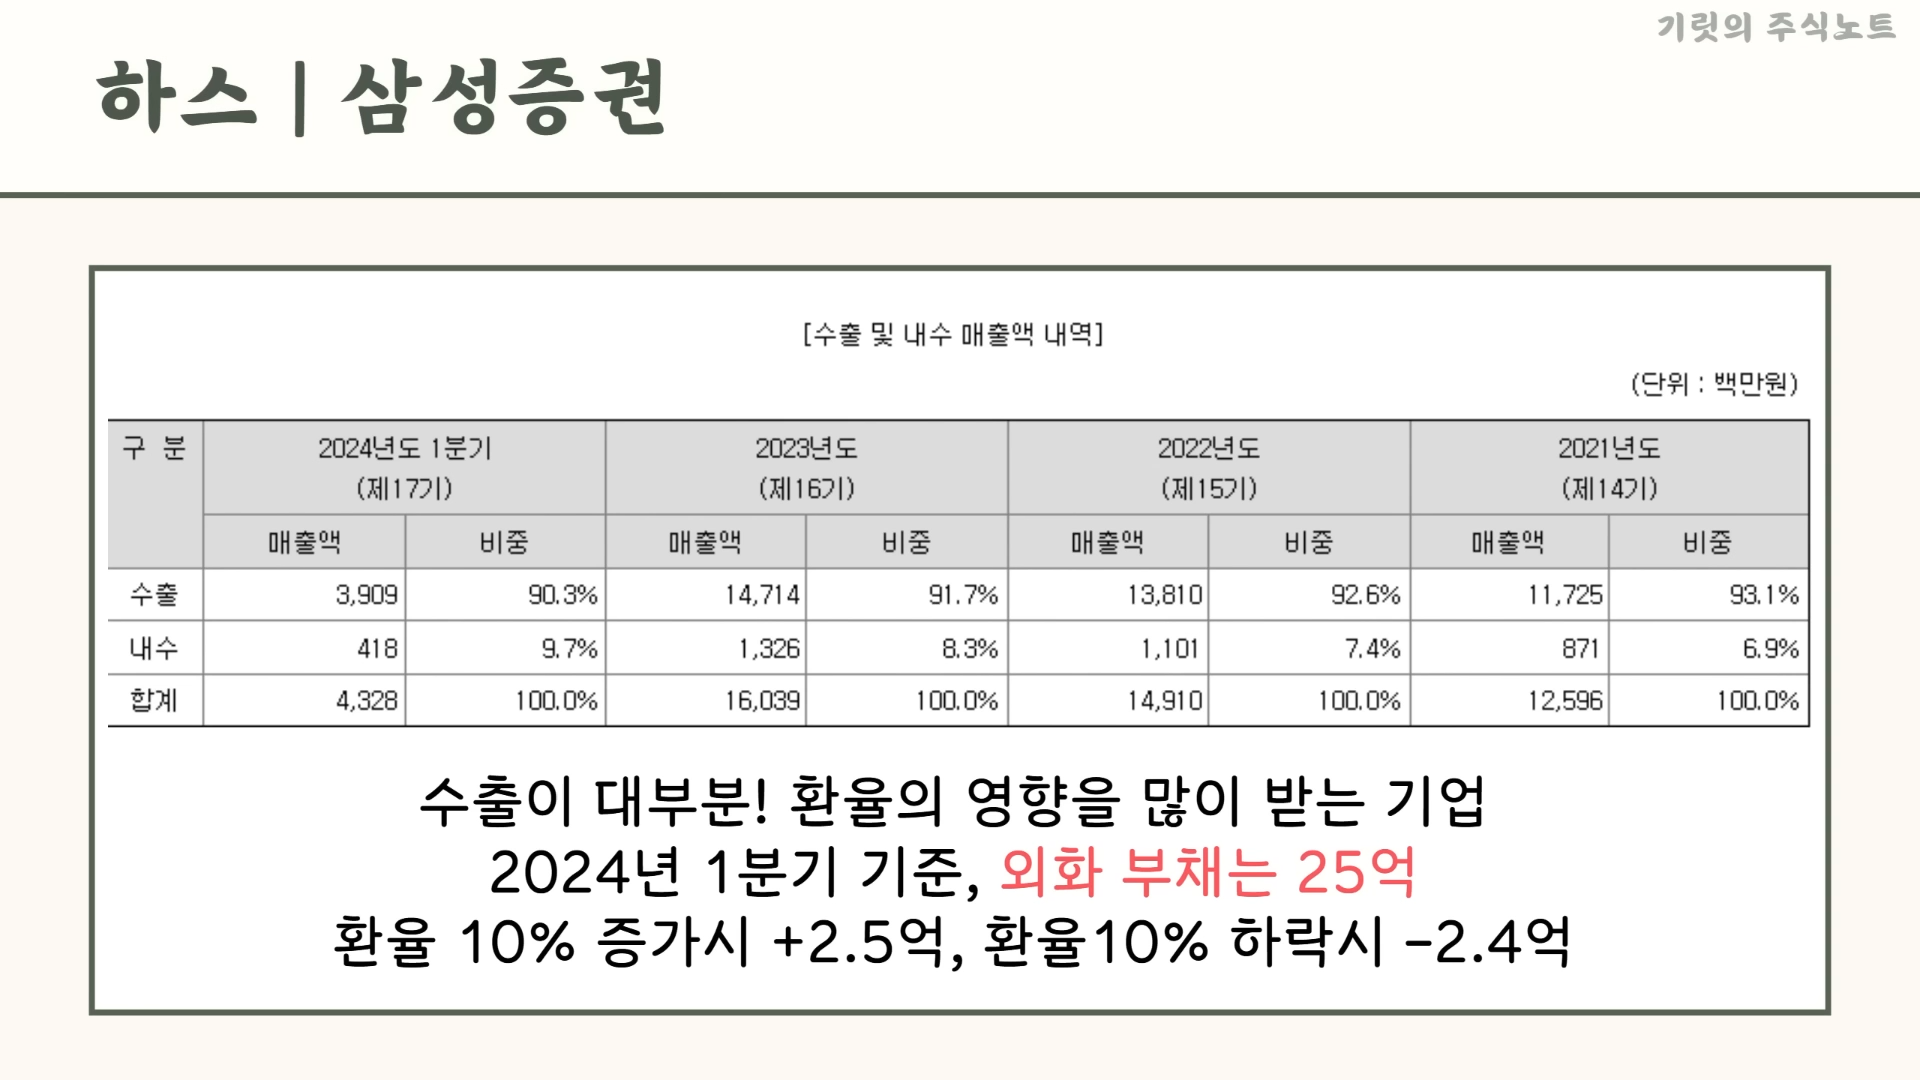 기릿의 주식노트
하스 | 삼성증권
[수출 및 내수 매출액 내역]
(단위 : 백만원)
구 분 2024년도 1분기 2023년도 2022년도 2021년도
(제17기) (제16기) (제15기) (제14기)
매출액 비중 매출액 비중 매출액 비중 매출액 비중
수출 3,909 90.3% 14,714 91.7% 13,810 92.6% 11,725 93.1%
내수 418 9.7% 1,326 8.3% 1,101 7.4% 871 6.9%
합계 4,328 100.0% 16,039 100.0% 14,910 100.0% 12,596 100.0%
수출이 대부분! 환율의 영향을 많이 받는 기업
2024년 1분기 기준, 외화 부채는 25억
환율 10% 증가시 +2.5억, 환율10% 하락시 -2.4억